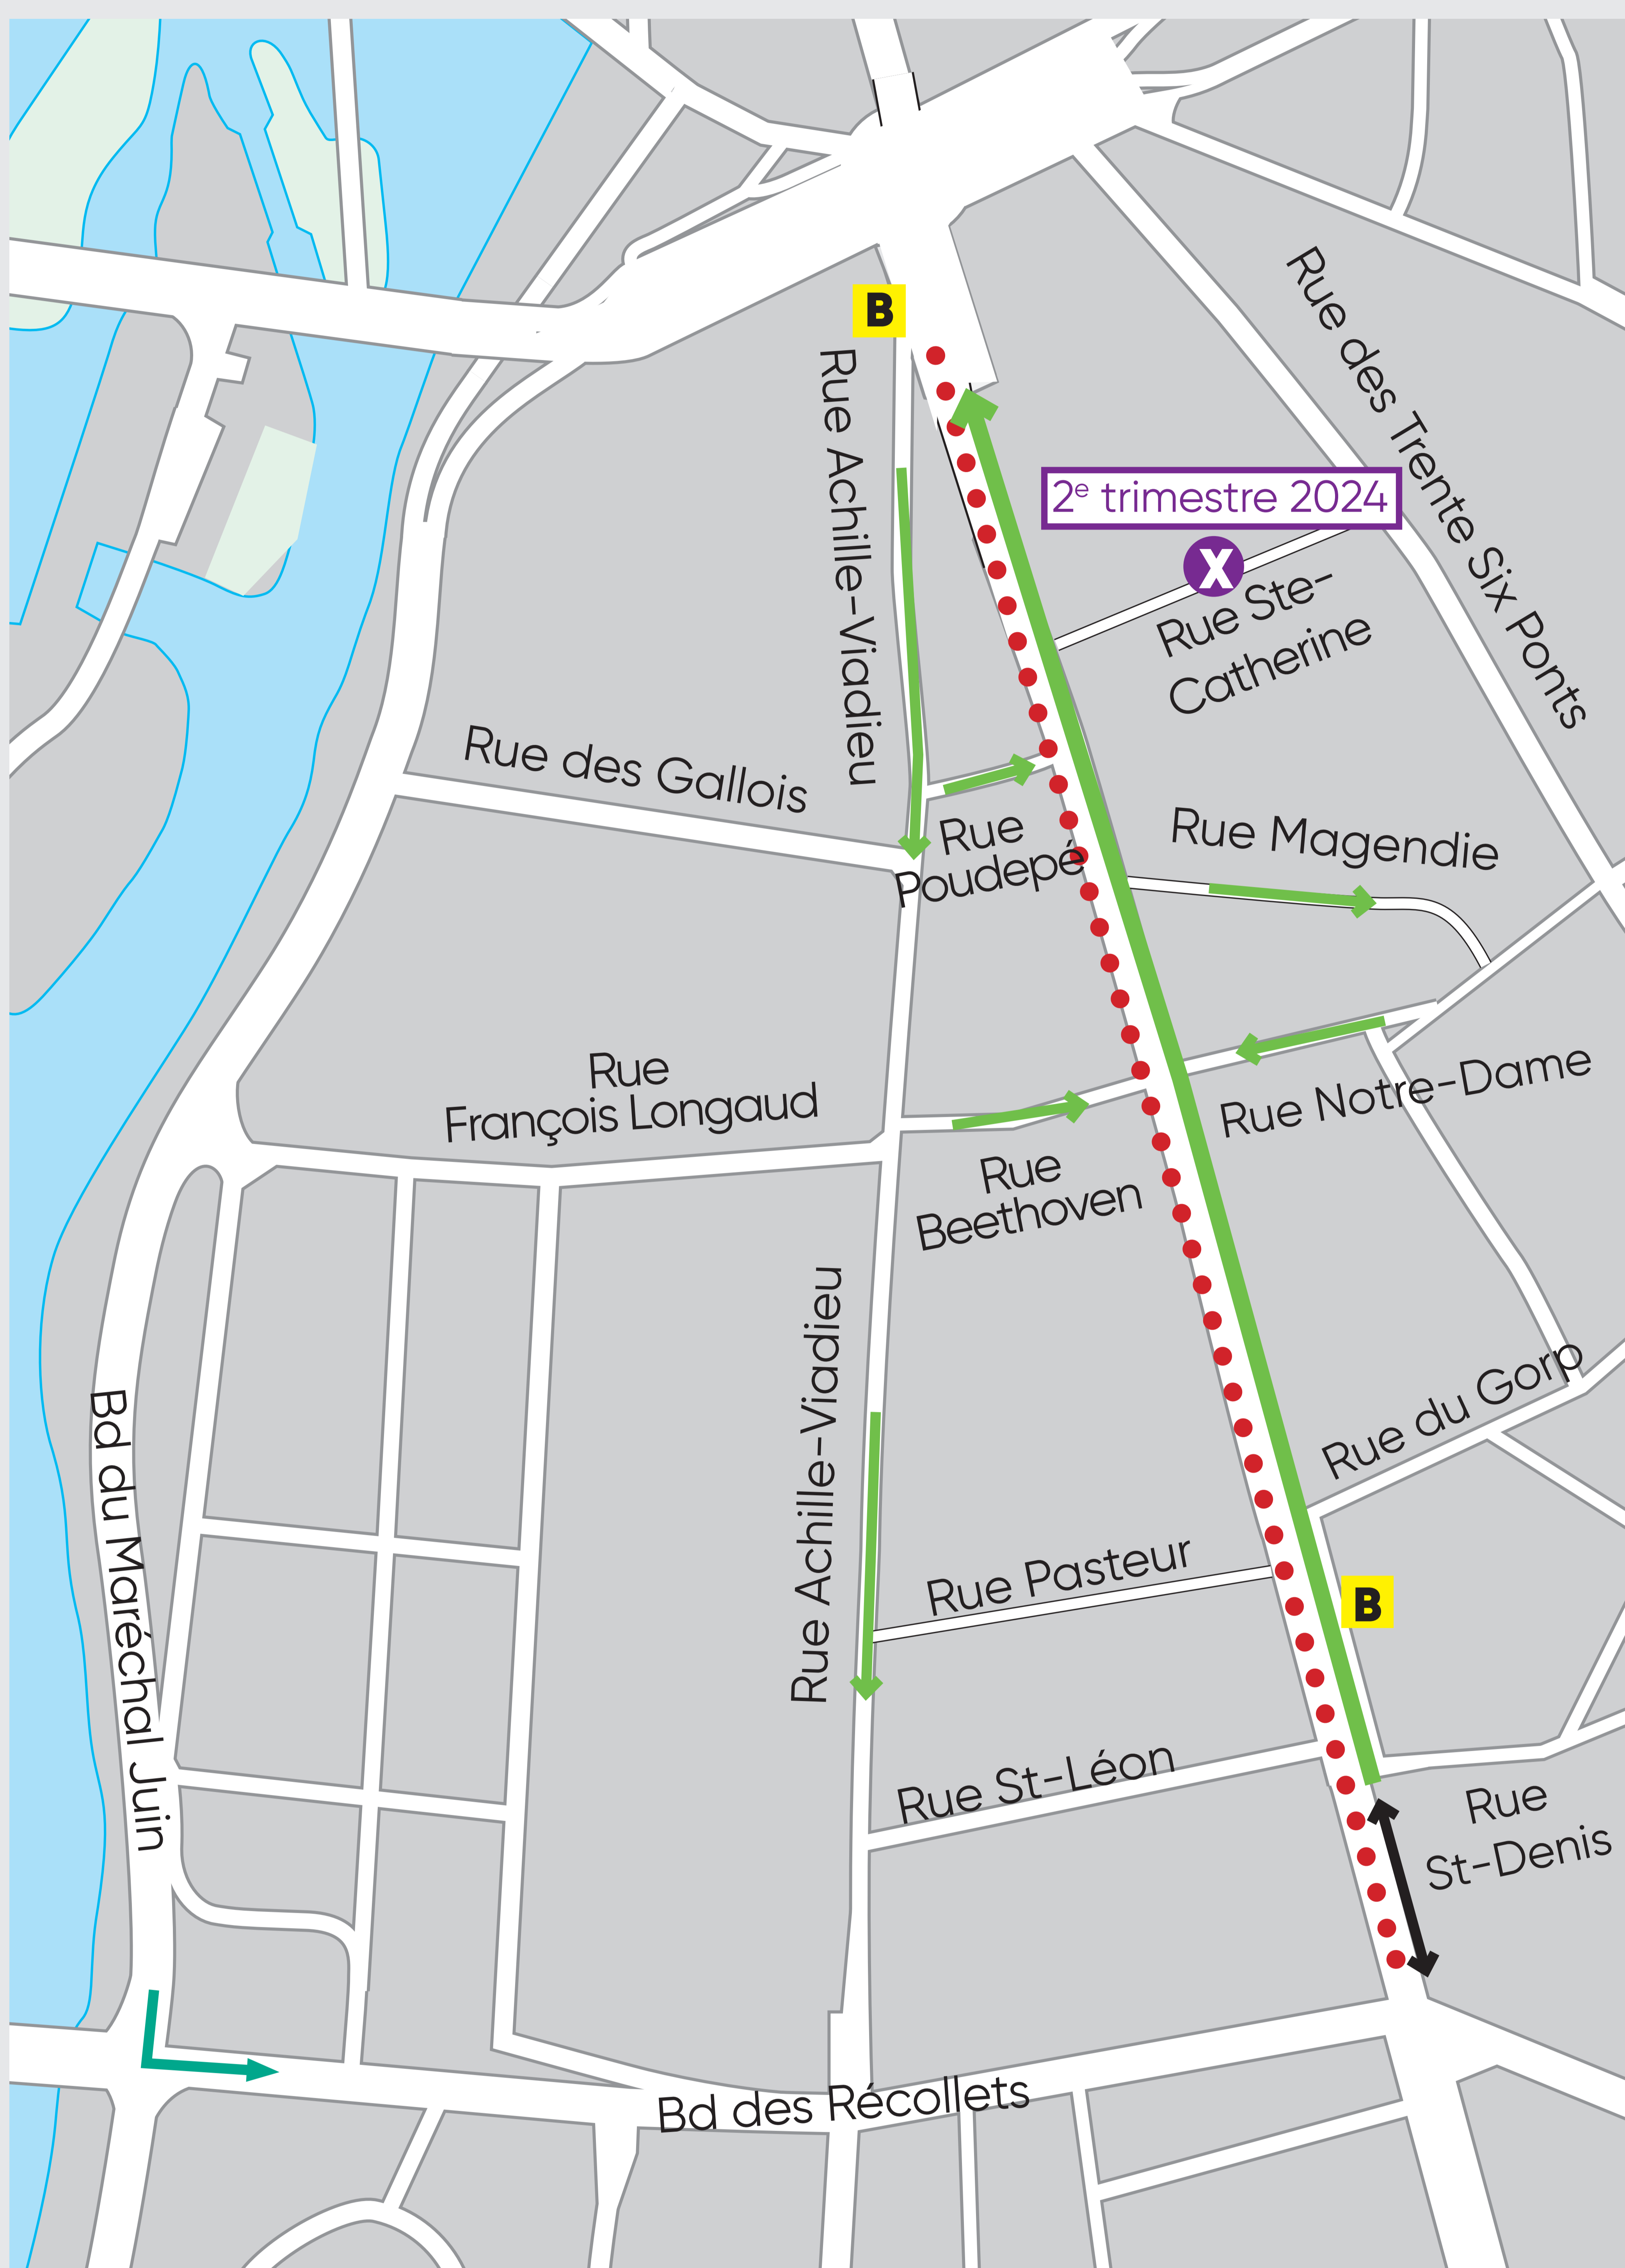 B
Rue des Trente Six Ponts
Rue Achille-Viadieu
2e trimestre 2024
X
Rue Ste-
Catherine
Rue des Gallois
Rue
Poudepé
Rue Magendie
Rue
François Longaud
Rue Notre-Dame
Rue
Beethoven
Rue Achille-Viadieu
Rue du Gorp
Bd du Maréchal Juin
Rue Pasteur
B
Rue St-Léon
Rue
St-Denis
Bd des Récollets